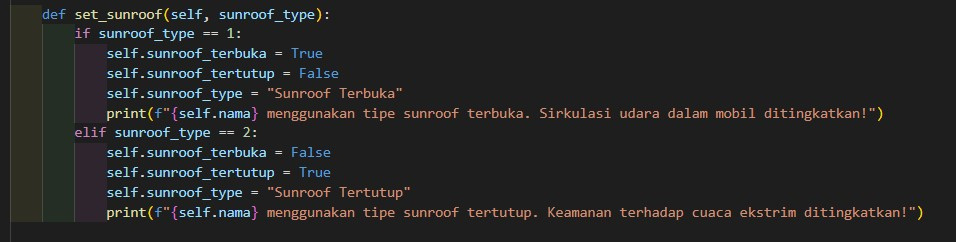 def set_sunroof(self, sunroof_type):
if sunroof_type == 1:
self.sunroof_terbuka = True
self.sunroof_tertutup = False
self.sunroof_type = "Sunroof Terbuka"
print(f"{self.nama} menggunakan tipe sunroof terbuka. Sirkulasi udara dalam mobil ditingkatkan!")
elif sunroof_type == 2:
self.sunroof_terbuka = False
self.sunroof_tertutup = True
self.sunroof_type = "Sunroof Tertutup"
print(f"{self.nama} menggunakan tipe sunroof tertutup. Keamanan terhadap cuaca ekstrim ditingkatkan!")